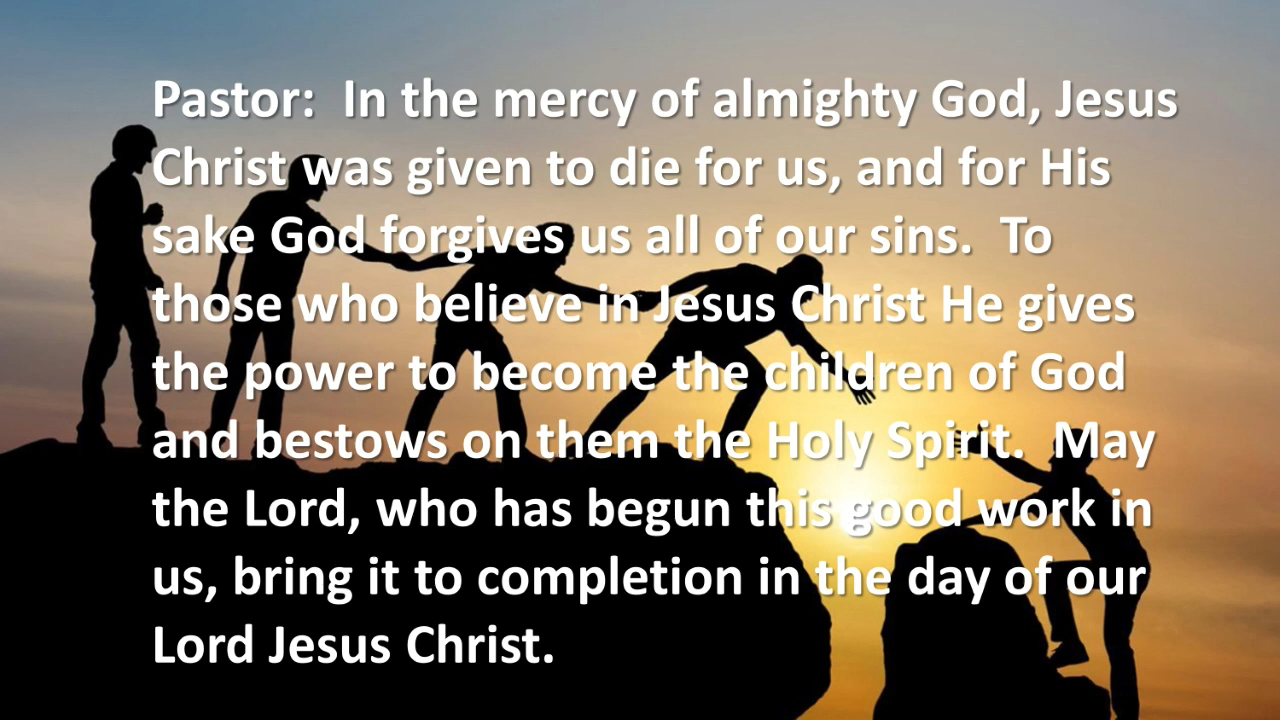 Pastor:  In the mercy of almighty God, Jesus
Christ was given to die for us, and for His
sake God forgives us all of our sins.  To
those who believe in Jesus Christ He gives
the power to become the children of God
and bestows on them the Holy Spirit.  May
the Lord, who has begun this good work in
us, bring it to completion in the day of our
Lord Jesus Christ.